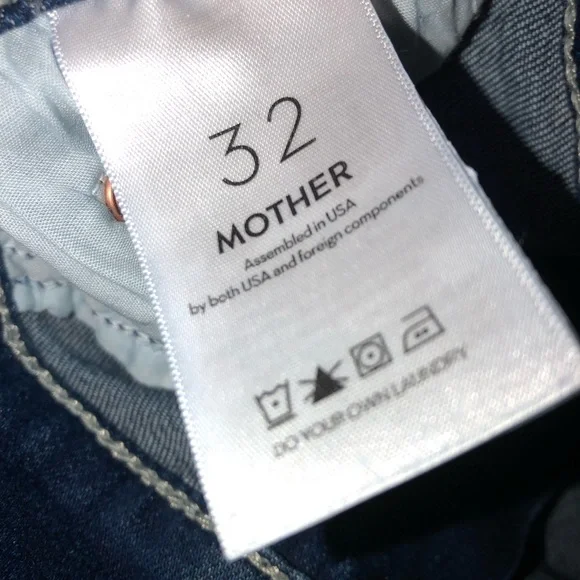 32
MOTHER
Assembled in USA
by both USA and foreign components
DO YOUR OWN LAUNDRY